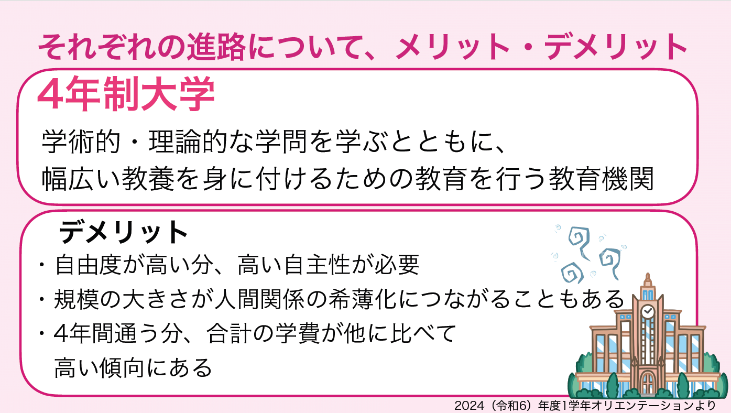 それぞれの進路について、メリット・デメリット
4年制大学
学術的・理論的な学問を学ぶとともに、
幅広い教養を身に付けるための教育を行う教育機関
デメリット
・自由度が高い分、高い自主性が必要
・規模の大きさが人間関係の希薄化につながることもある
・4年間通う分、合計の学費が他に比べて
高い傾向にある
2024（令和6）年度1学年オリエンテーションより